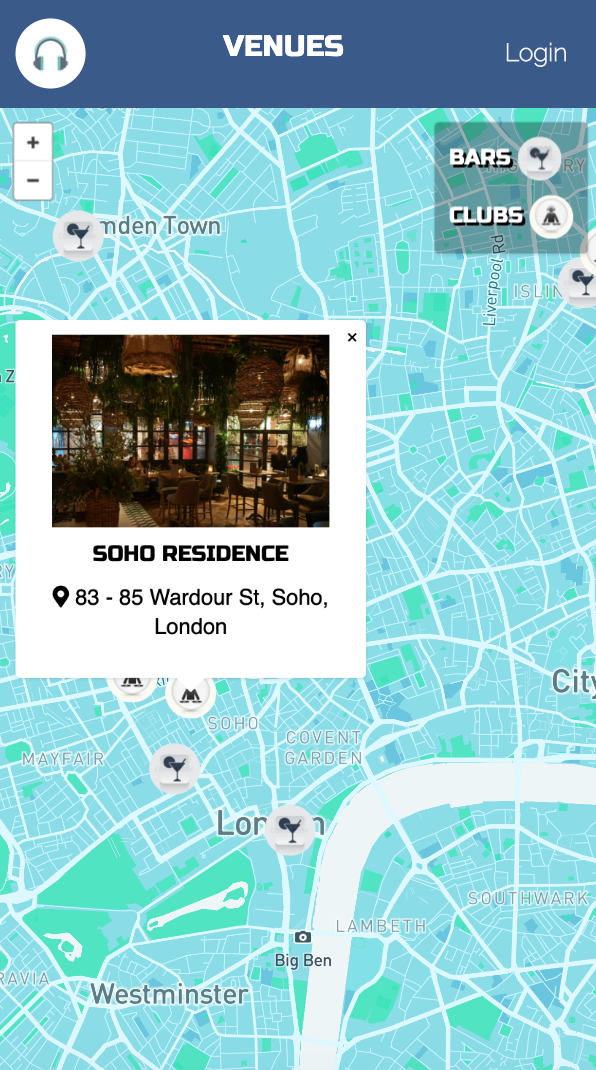 VENUES
Login
+
−
BARS
CLUBS
mden Town
Liverpool Rd
ISLIN
×
SOHO RESIDENCE
83 - 85 Wardour St, Soho,
London
SOHO
COVENT
GARDEN
City
MAYFAIR
Lon n
SOUTHWARK
LAMBETH
Big Ben
RAVIA
Westminster